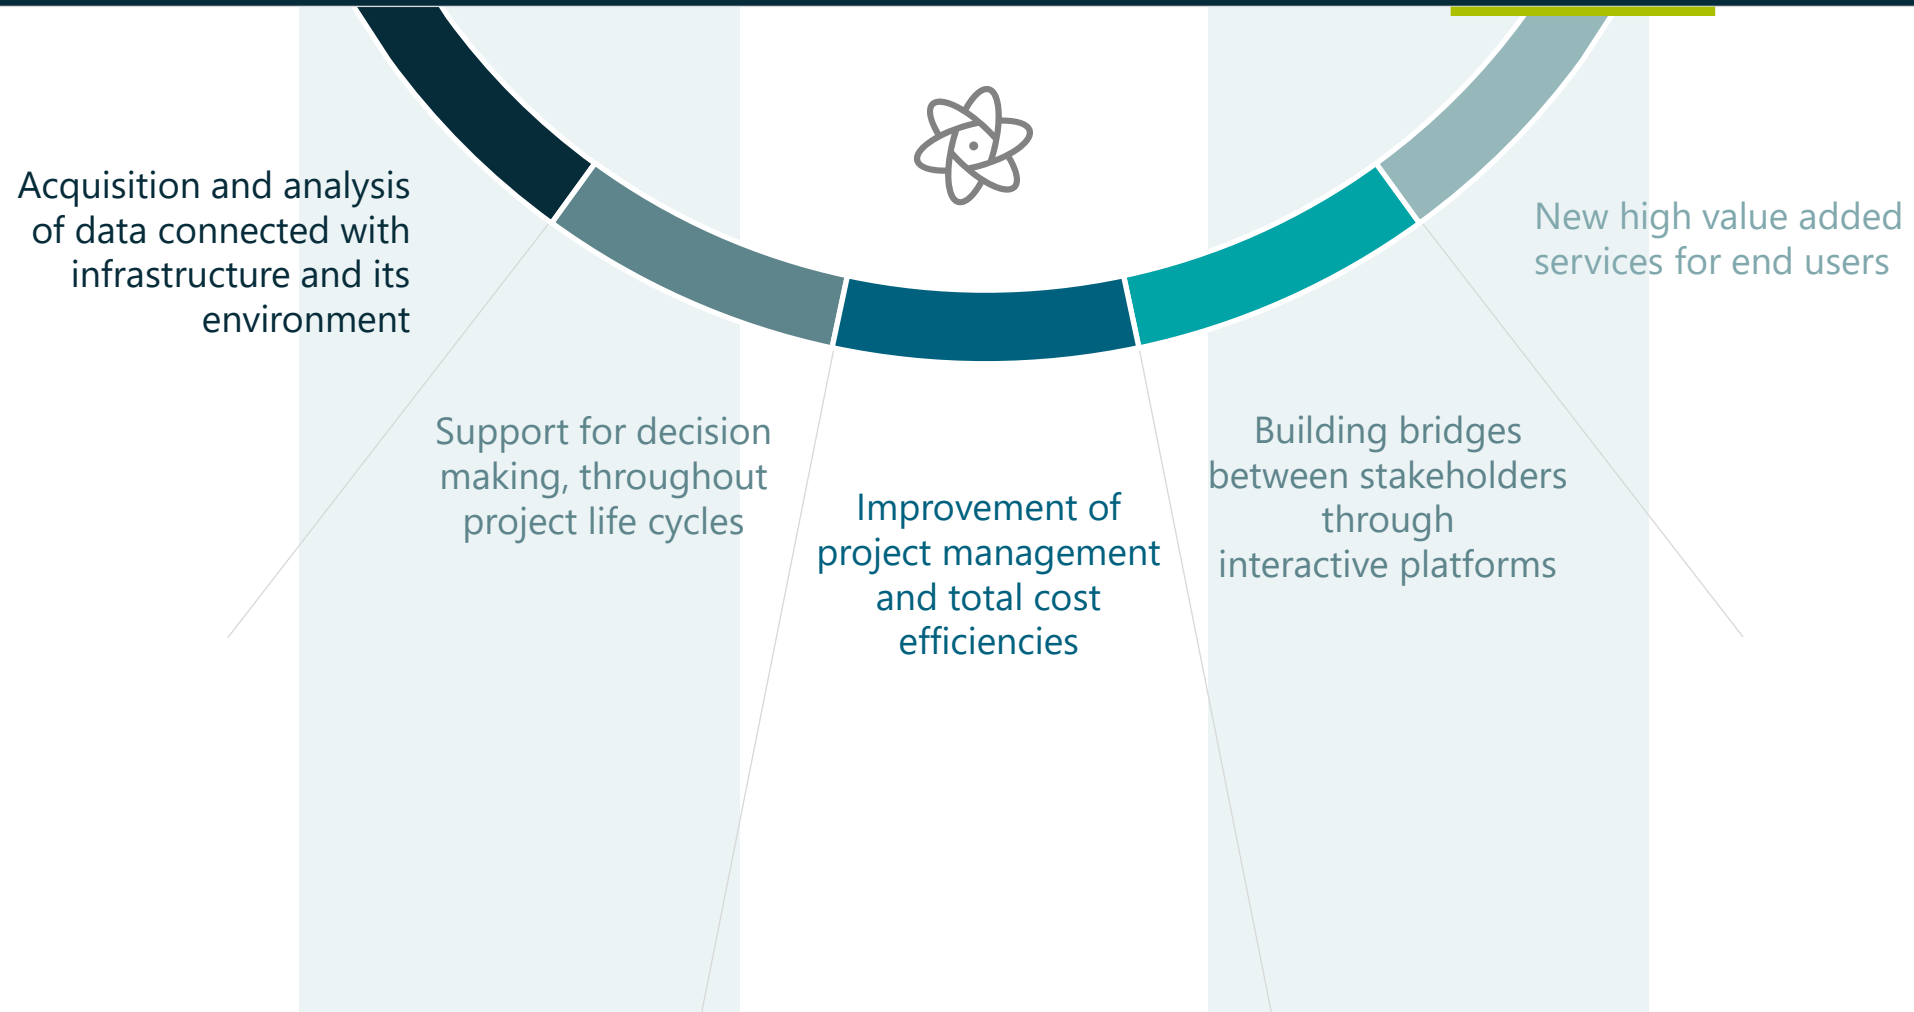 Acquisition and analysis
of data connected with
infrastructure and its
environment
Support for decision
making, throughout
project life cycles
Improvement of
project management
and total cost
efficiencies
Building bridges
between stakeholders
through
interactive platforms
New high value added
services for end users